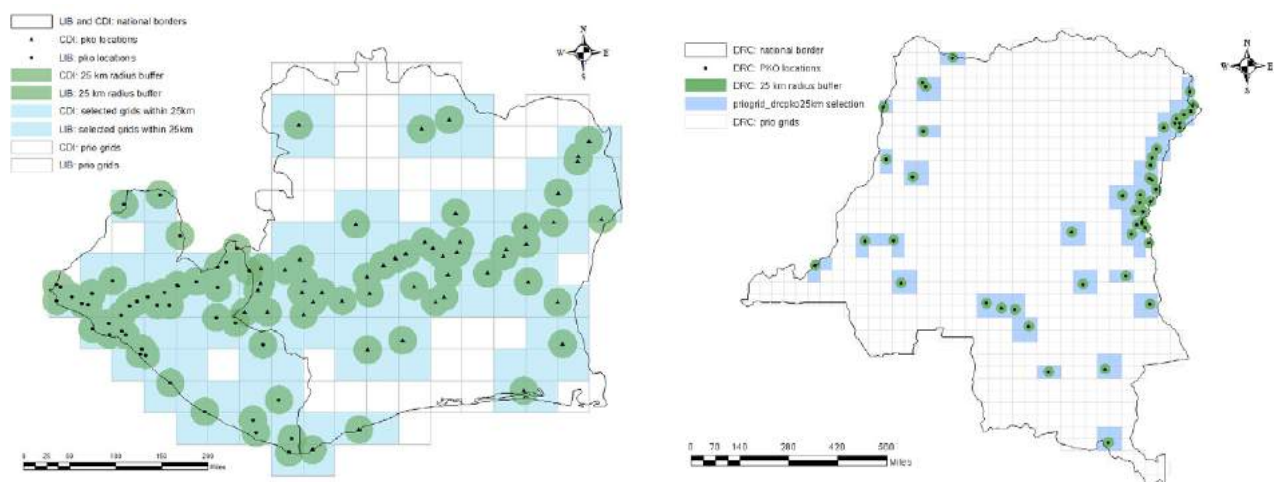 LIB and CDI: national borders
CDI: pko locations
LIB: pko locations
CDI: 25 km radius buffer
LIB: 25 km radius buffer
CDI: selected grids within 25km
LIB: selected grids within 25km
CDI: prio grids
LIB: prio grids
N
W E
S
0 25 50 100 150 200
Miles
DRC: national border
DRC: PKO locations
DRC: 25 km radius buffer
priogrid_drcpko25km selection
DRC: prio grids
N
W E
S
0 70 140 280 420 560
Miles